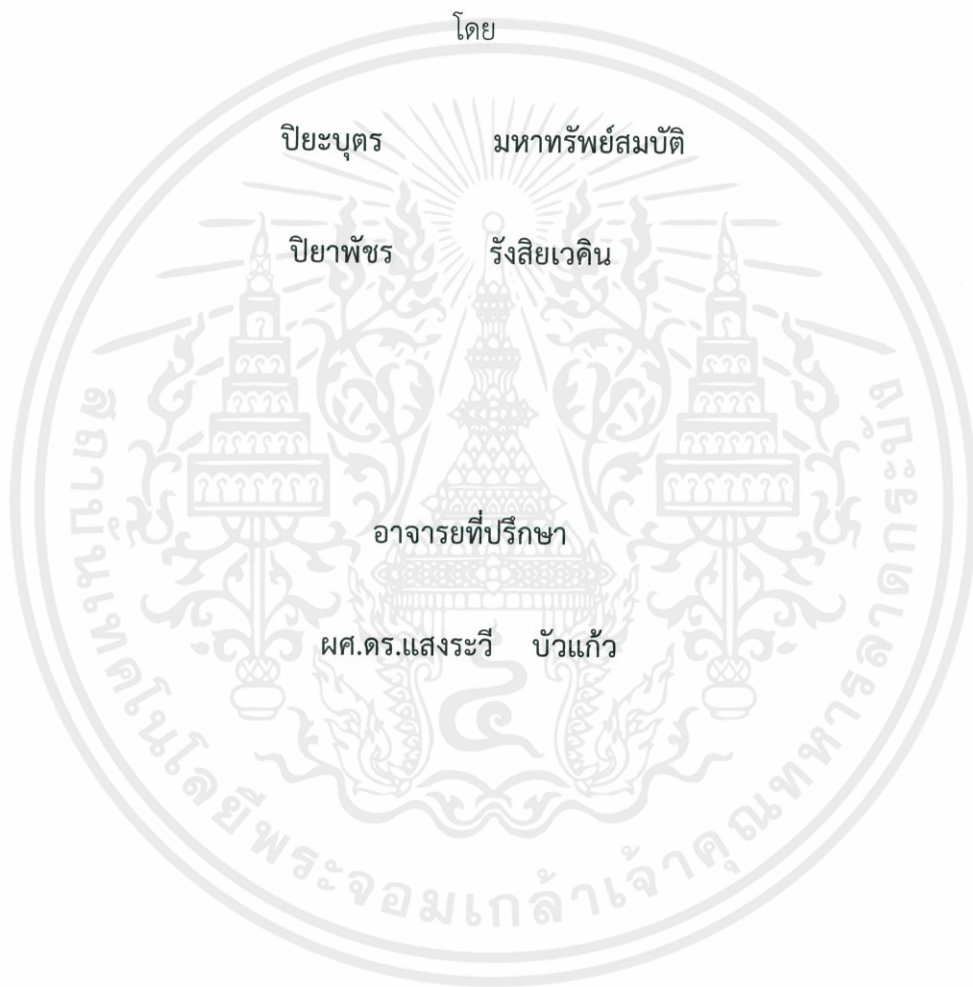 โดย
ปิยะบุตร มหาทรัพย์สมบัติ
ปิยาพัชร รังสิยเวคิน
อาจารยที่ปรึกษา
ผศ.ดร.แสงระวี บัวแก้ว
สถาบันเทคโนโลยีพระจอมเกล้าเจ้าคุณทหารลาดกระบัง
๔